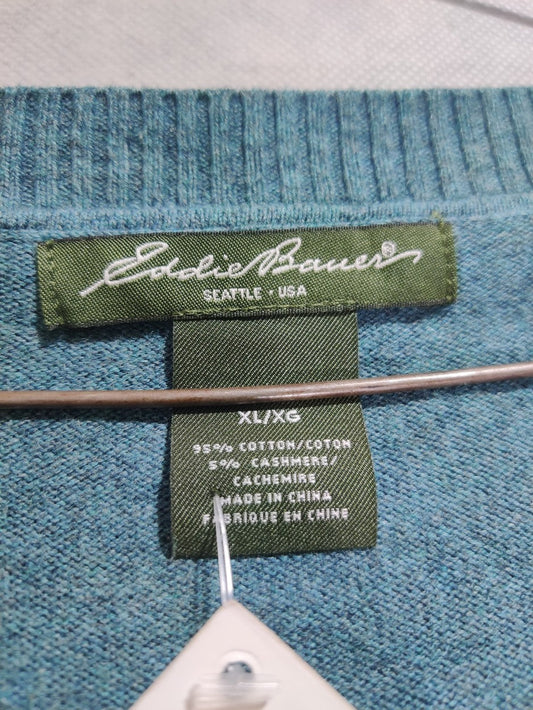 Eddie Bauer®
SEATTLE • USA
XL/XG
95% COTTON/COTON
5% CASHMERE/
CACHEMIRE
MADE IN CHINA
FABRIQUE EN CHINE